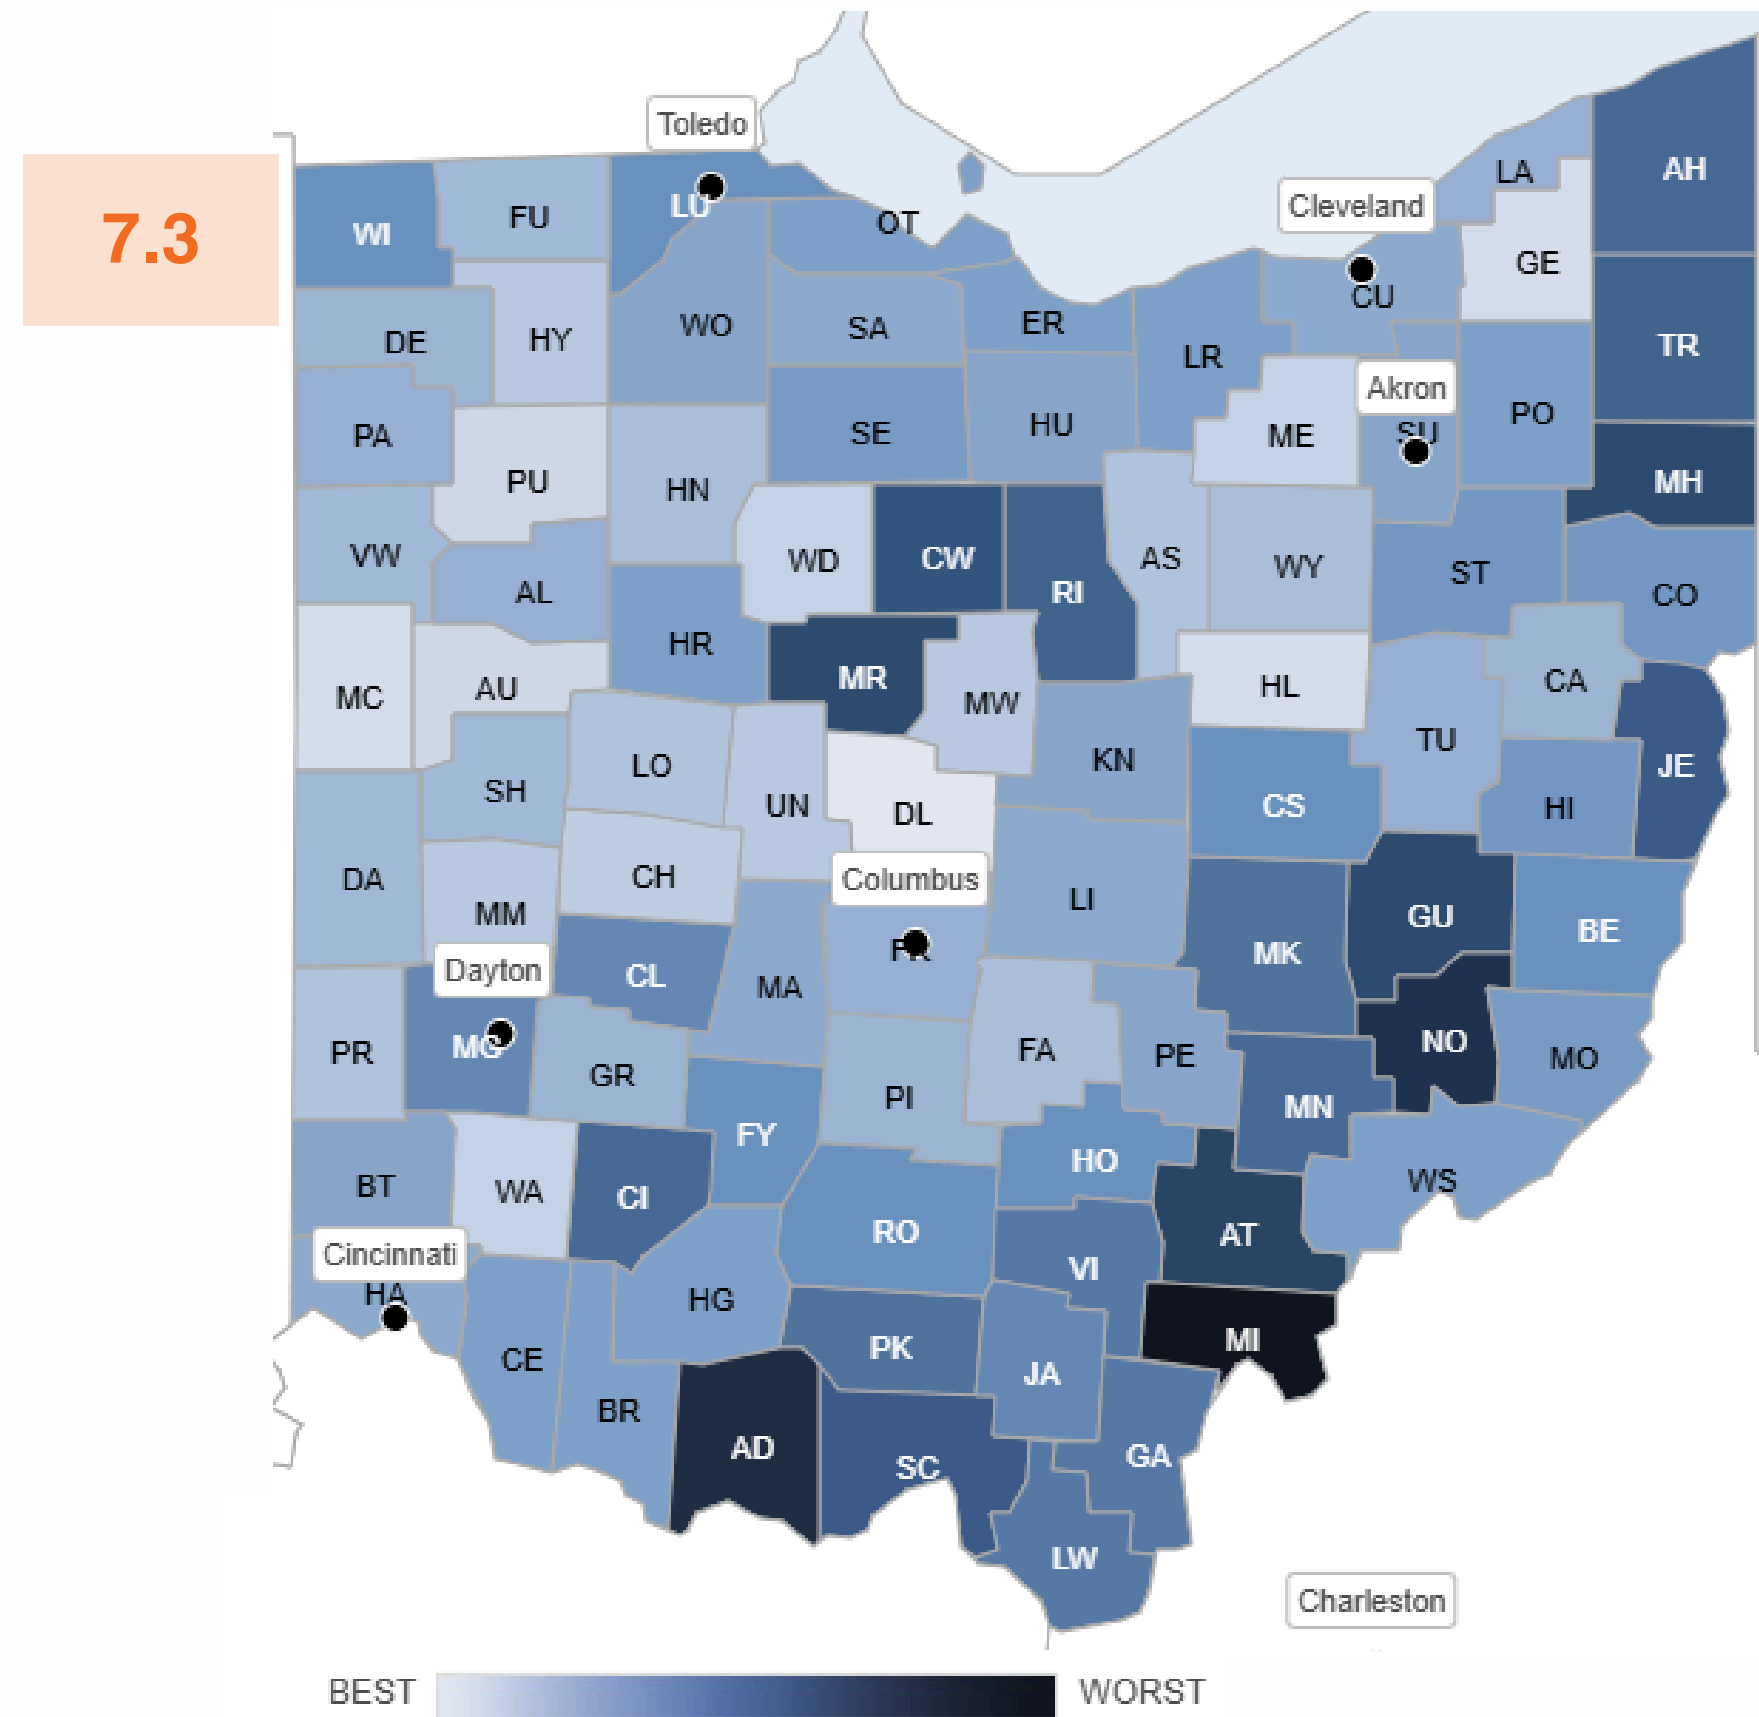 Toledo
AH
LA
7.3
Cleveland
LU
FU
OT
WI
GE
CU
ER
WO
SA
HY
DE
TR
LR
Akron
PO
HU
SE
SU
PA
ME
PU
HN
MH
VW
WD
CW
AS
WY
ST
AL
RI
CO
HR
MR
CA
AU
HL
MC
MW
TU
KN
LO
JE
SH
UN
CS
HI
DL
CH
DA
Columbus
LI
MM
GU
BE
FR
MK
Dayton
CL
MA
NO
MO
FA
PR
MG
PE
GR
PI
MN
FY
HO
WS
BT
WA
CI
RO
AT
Cincinnati
VI
HA
HG
MI
PK
CE
JA
BR
AD
GA
SC
LW
Charleston
BEST
WORST